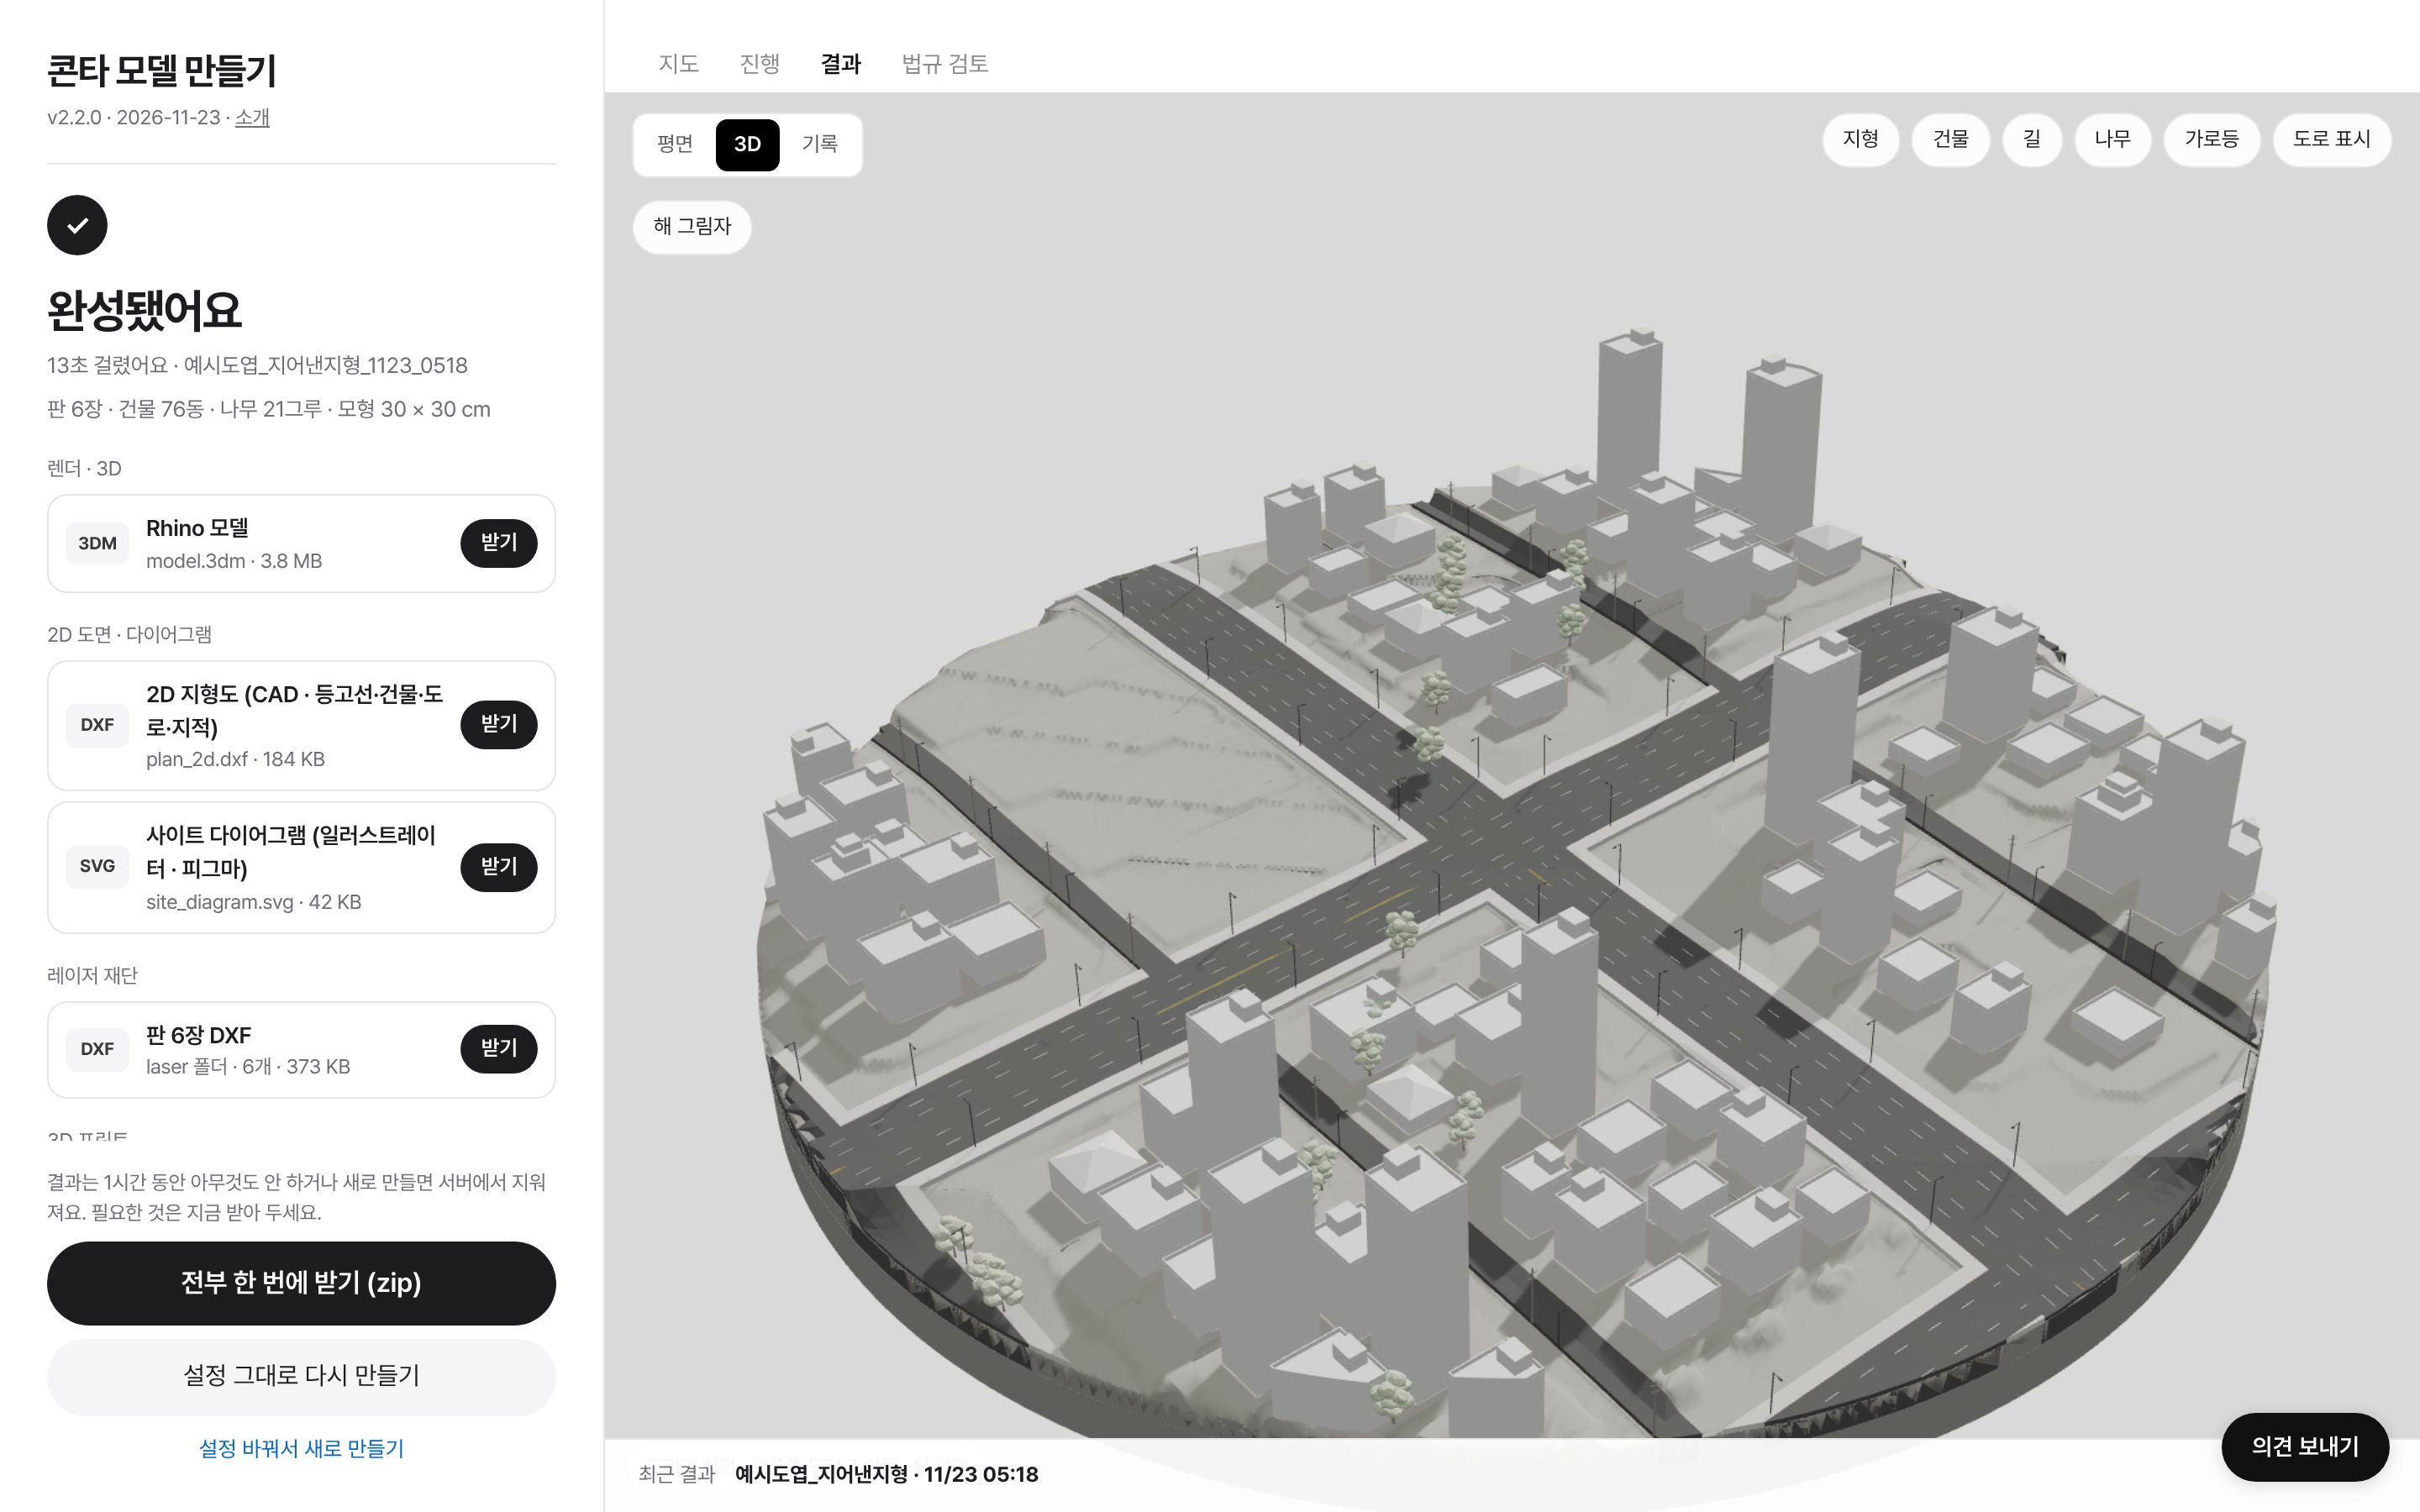 콘타 모델 만들기
v2.2.0 · 2026-11-23 · 소개
완성됐어요
13초 걸렸어요 · 예시도엽_지어낸지형_1123_0518
판 6장 · 건물 76동 · 나무 21그루 · 모형 30 × 30 cm
렌더 · 3D
3DM
Rhino 모델
model.3dm · 3.8 MB
받기
2D 도면 · 다이어그램
DXF
2D 지형도 (CAD · 등고선·건물·도
로·지적)
plan_2d.dxf · 184 KB
받기
SVG
사이트 다이어그램 (일러스트레이
터 · 피그마)
site_diagram.svg · 42 KB
받기
레이저 재단
DXF
판 6장 DXF
laser 폴더 · 6개 · 373 KB
받기
3D 프린트
결과는 1시간 동안 아무것도 안 하거나 새로 만들면 서버에서 지워
져요. 필요한 것은 지금 받아 두세요.
전부 한 번에 받기 (zip)
설정 그대로 다시 만들기
설정 바꿔서 새로 만들기
지도 진행 결과 법규 검토
평면 3D 기록
지형 건물 길 나무 가로등 도로 표시
해 그림자
최근 결과 예시도엽_지어낸지형 · 11/23 05:18
의견 보내기